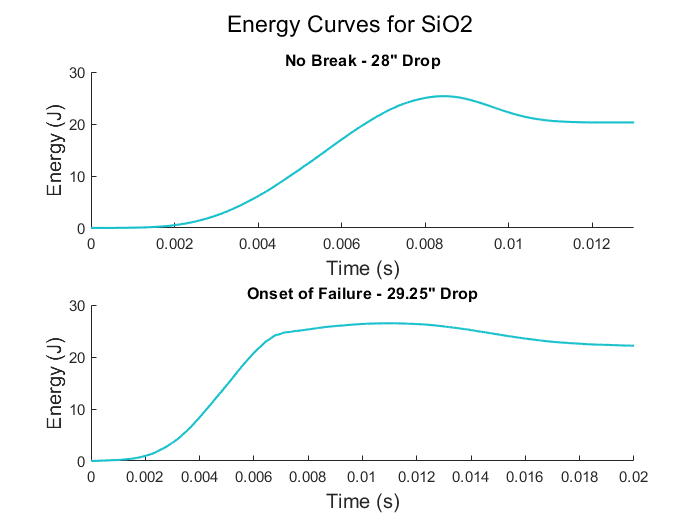 Energy Curves for SiO2
No Break - 28" Drop
30
20
10
0
Energy (J)
0 0.002 0.004 0.006 0.008 0.01 0.012
Time (s)
Onset of Failure - 29.25" Drop
30
20
10
0
Energy (J)
0 0.002 0.004 0.006 0.008 0.01 0.012 0.014 0.016 0.018 0.02
Time (s)